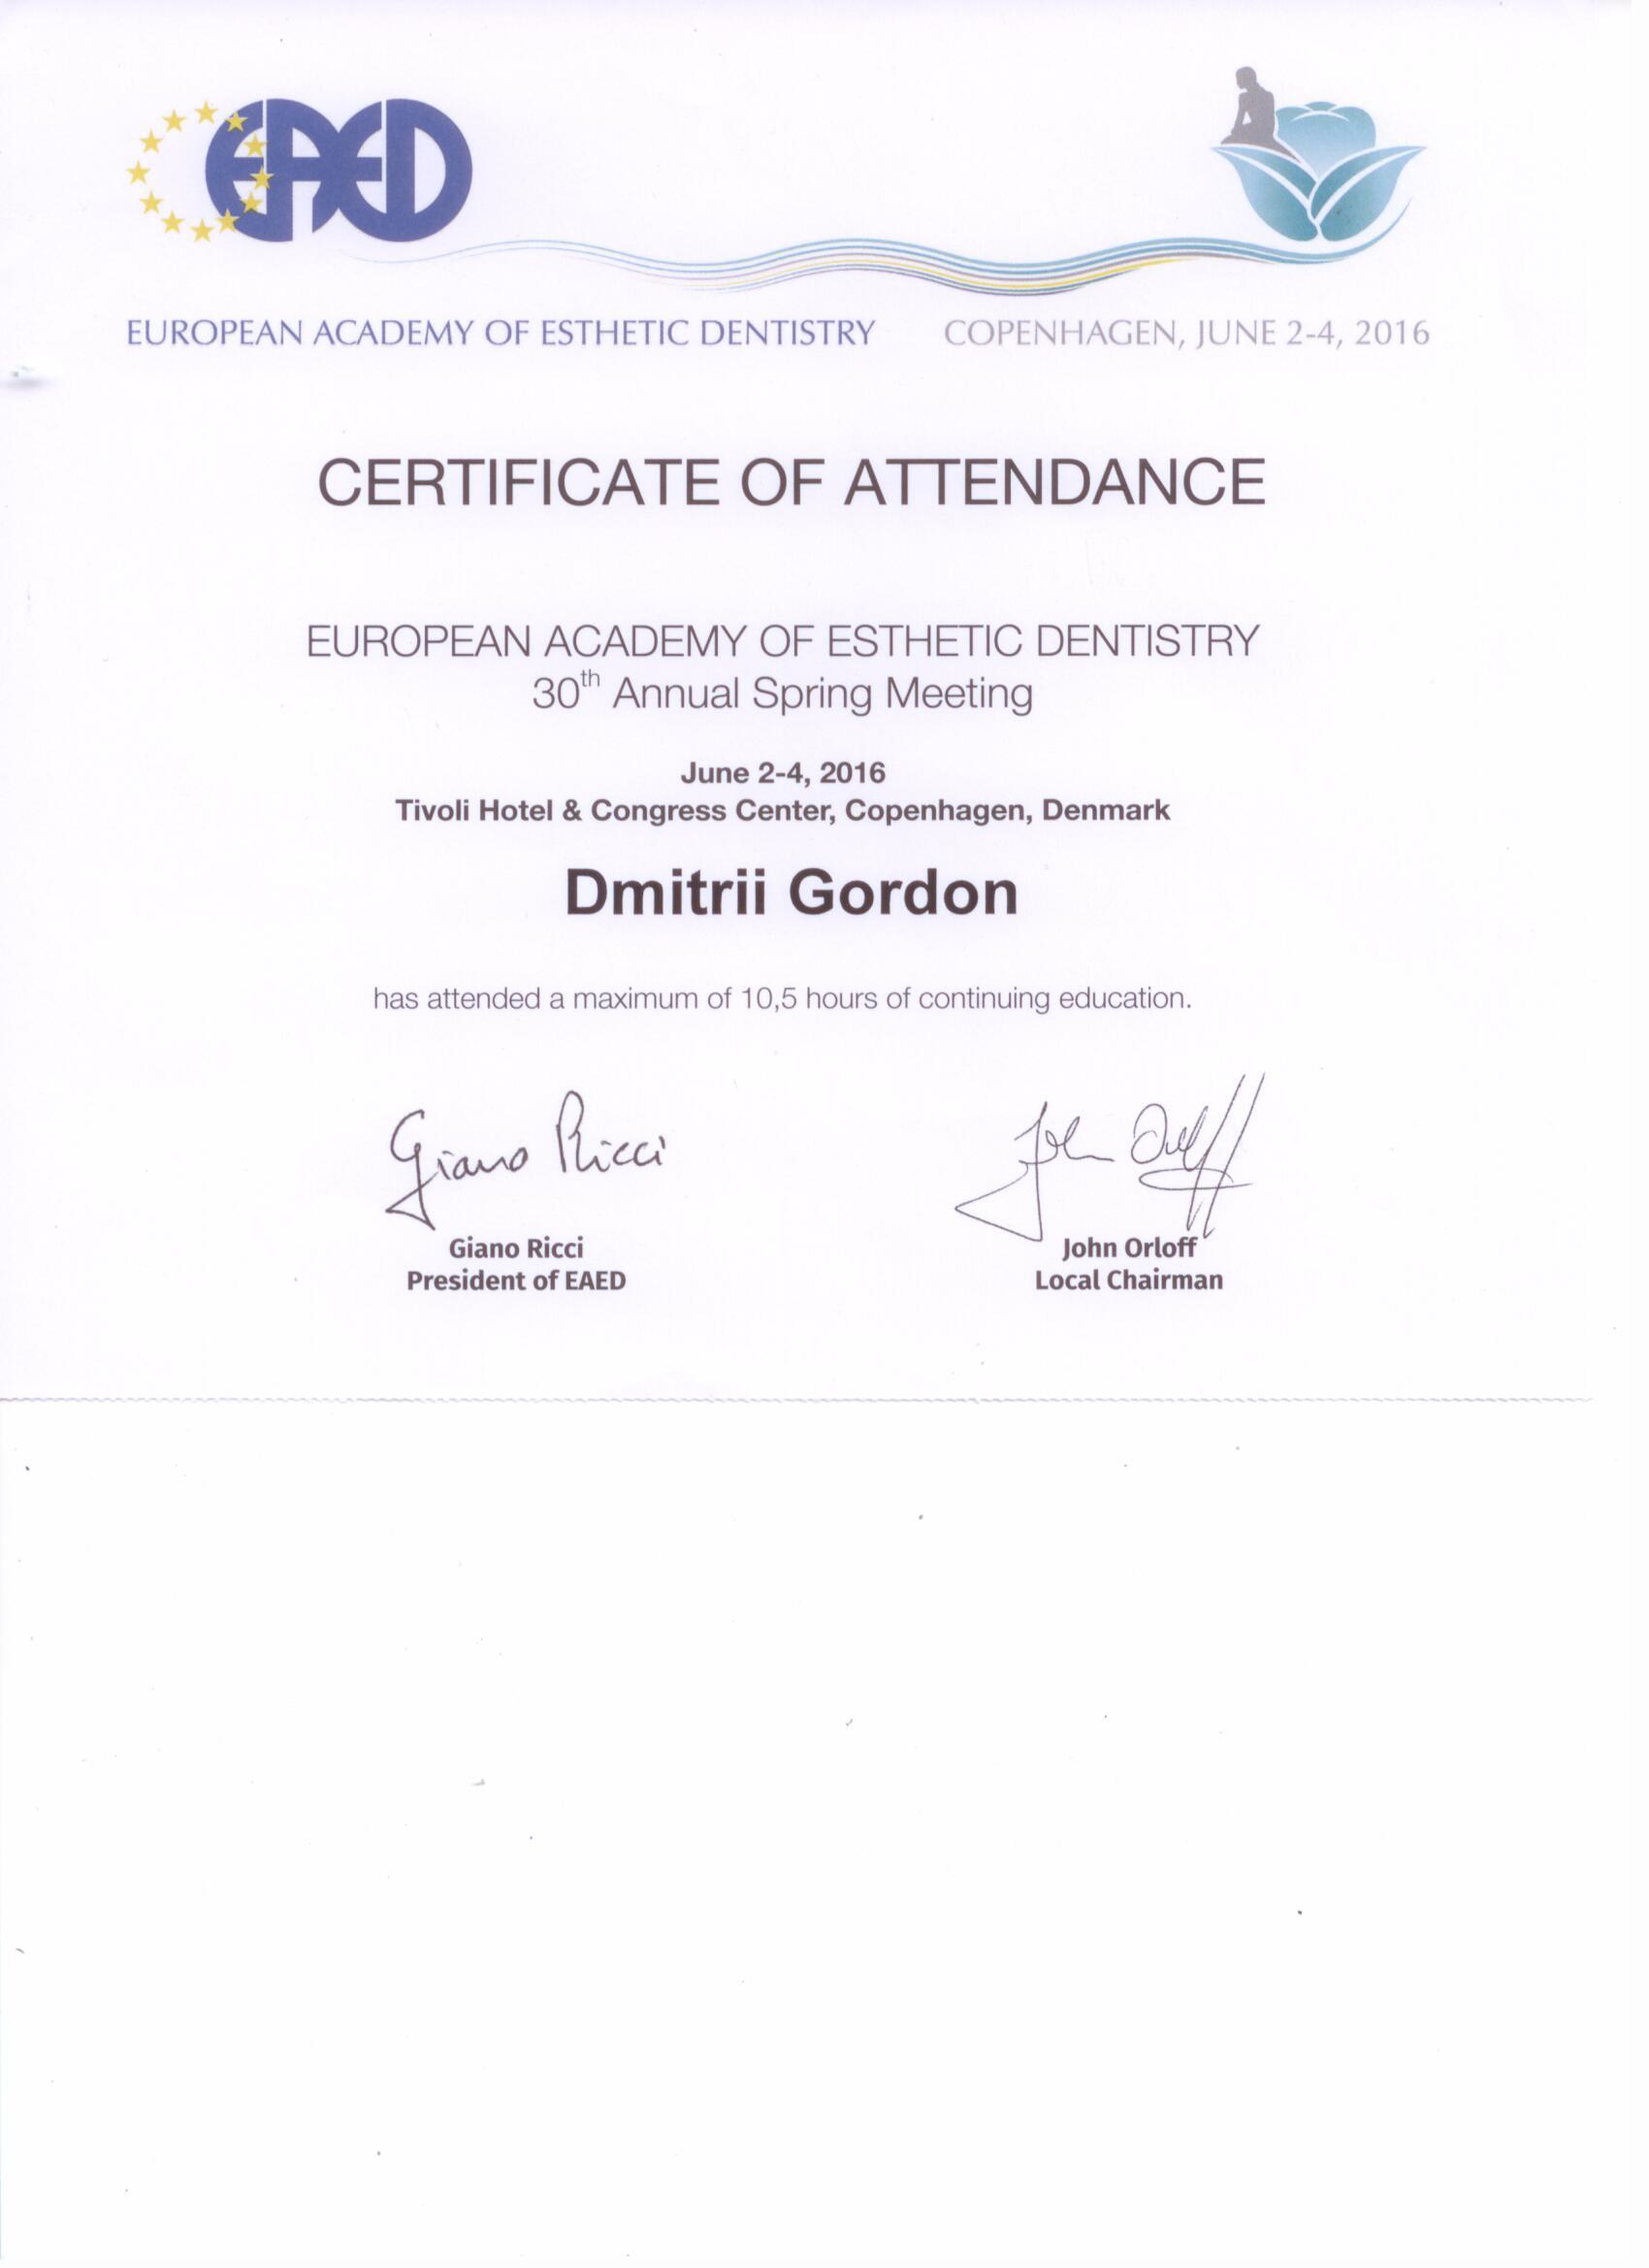 EAED
EUROPEAN ACADEMY OF ESTHETIC DENTISTRY COPENHAGEN, JUNE 2-4, 2016
CERTIFICATE OF ATTENDANCE
EUROPEAN ACADEMY OF ESTHETIC DENTISTRY
30th Annual Spring Meeting
June 2-4, 2016
Tivoli Hotel & Congress Center, Copenhagen, Denmark
Dmitrii Gordon
has attended a maximum of 10,5 hours of continuing education.
Giano Ricci John Orloff
Giano Ricci John Orloff
President of EAED Local Chairman